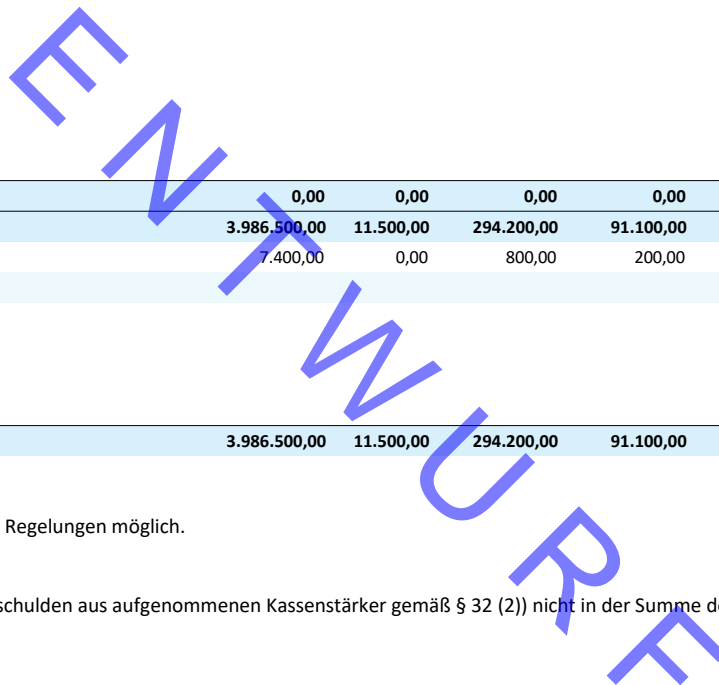 ENTWURF
0,00 0,00 0,00 0,00
3.986.500,00 11.500,00 294.200,00 91.100,00
7.400,00 0,00 800,00 200,00
3.986.500,00 11.500,00 294.200,00 91.100,00
Regelungen möglich.
schulden aus aufgenommenen Kassenstärker gemäß § 32 (2)) nicht in der Summe